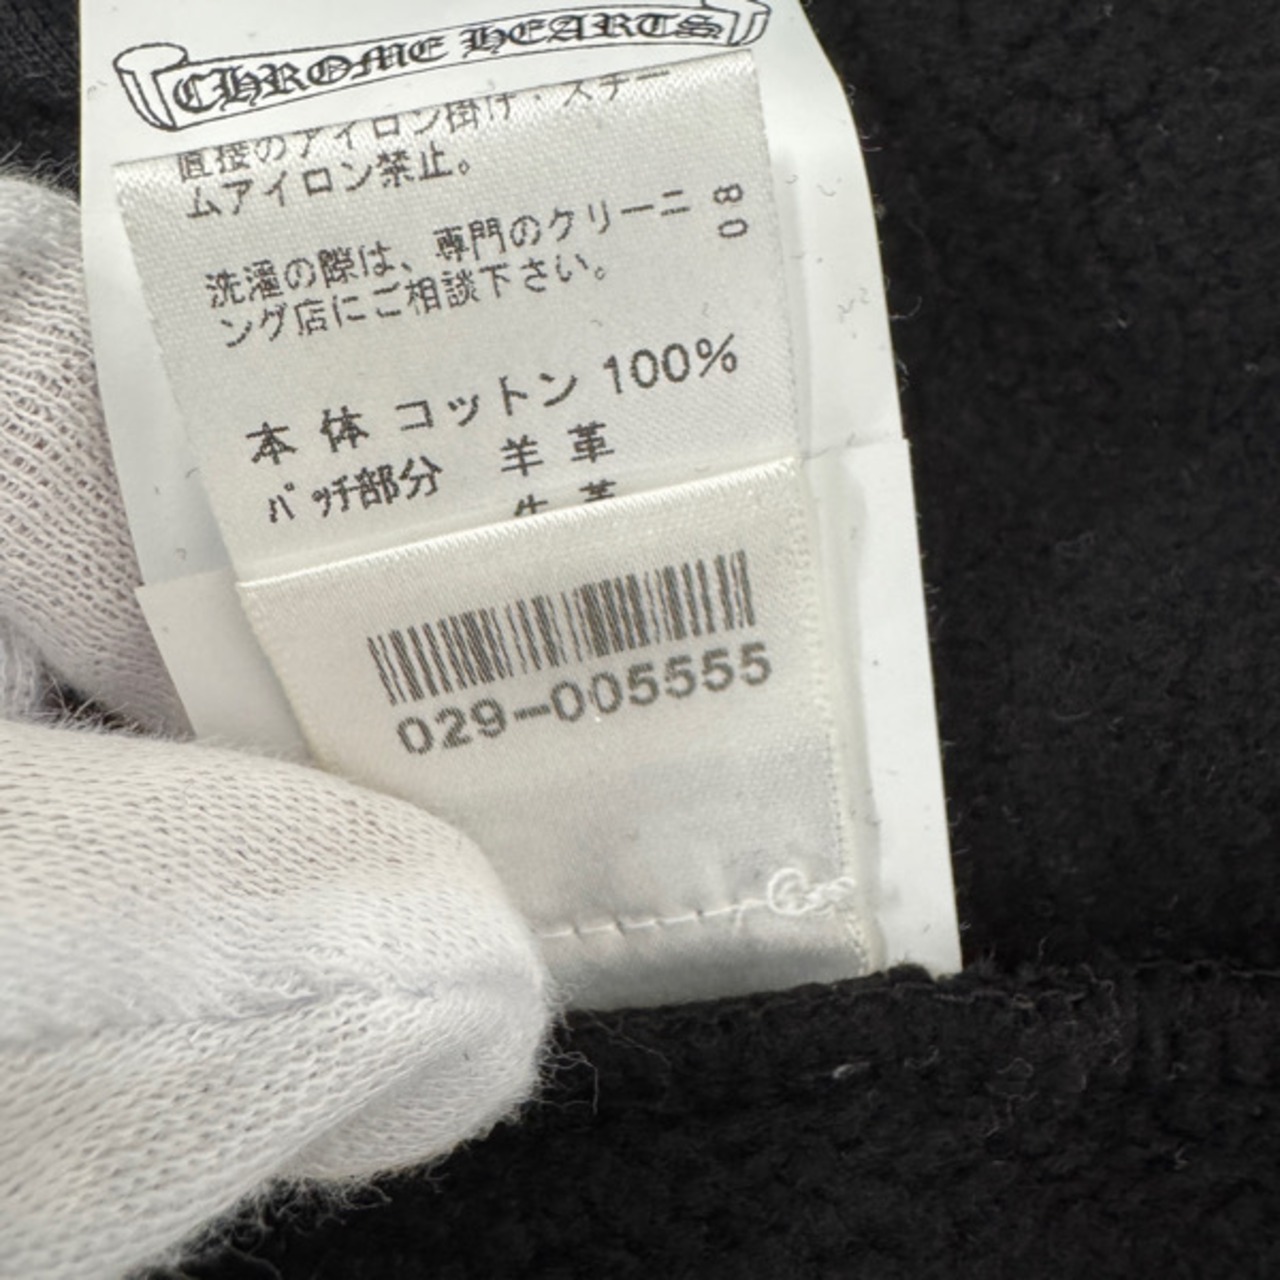 CHROME HEARTS
直接のアイロン掛け・スチー
ムアイロン禁止。
洗濯の際は、専門のクリーニ
ング店にご相談下さい。
80
本 体 コットン 100%
パッチ部分 羊 革
牛 革
029-005555